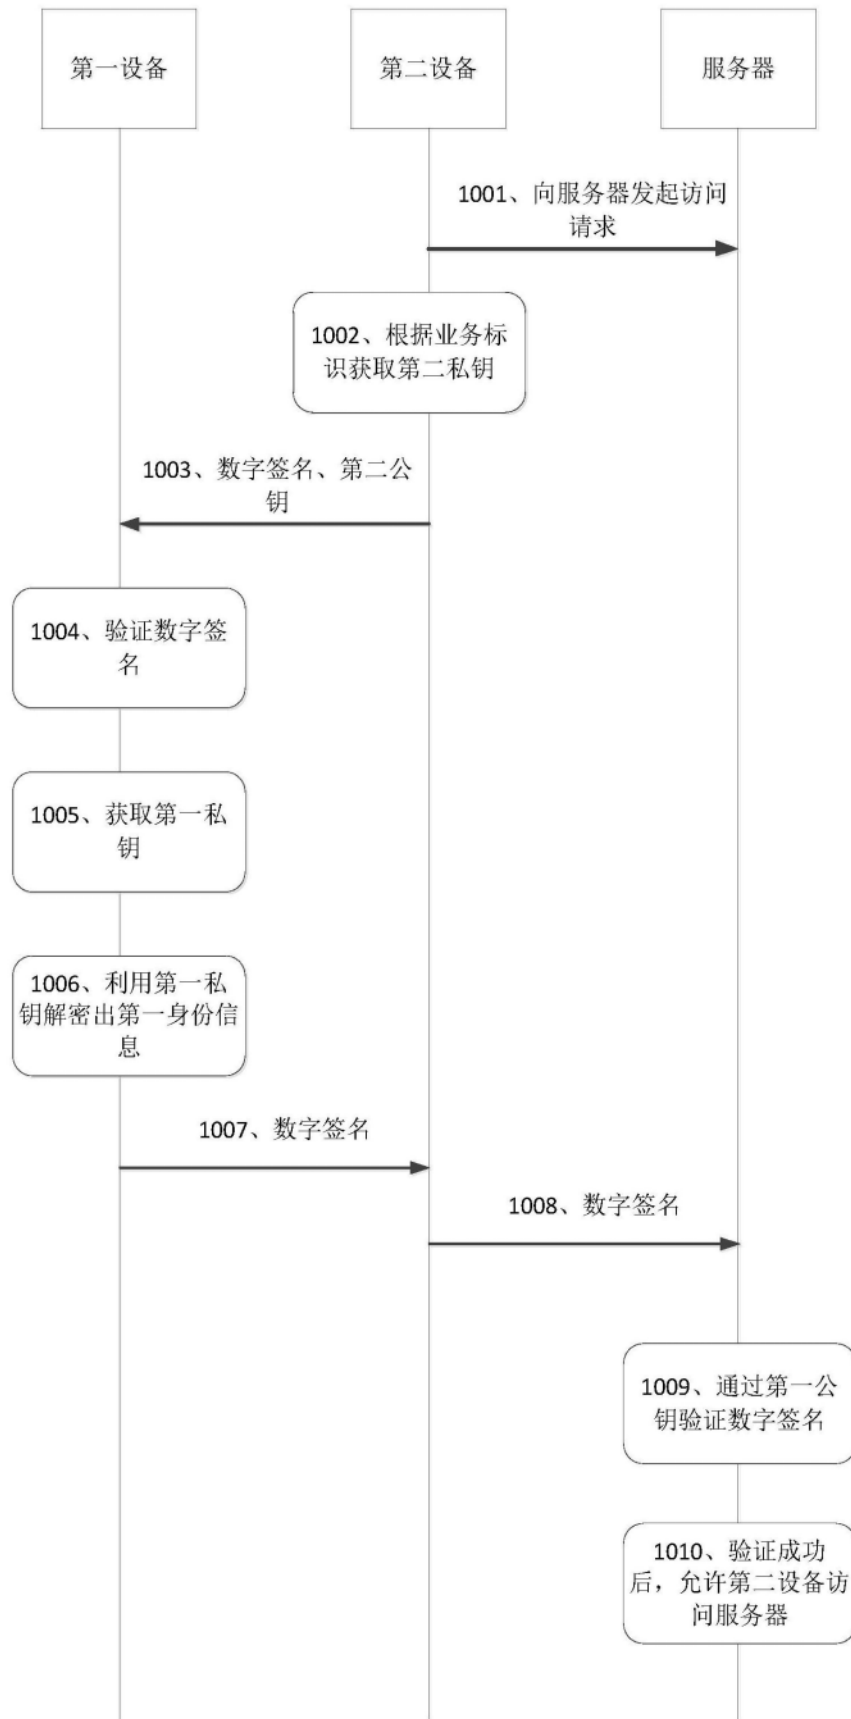 第一设备
第二设备
服务器
1001、向服务器发起访问
请求
1002、根据业务标
识获取第二私钥
1003、数字签名、第二公
钥
1004、验证数字签
名
1005、获取第一私
钥
1006、利用第一私
钥解密出第一身份信
息
1007、数字签名
1008、数字签名
1009、通过第一公
钥验证数字签名
1010、验证成功
后，允许第二设备访
问服务器